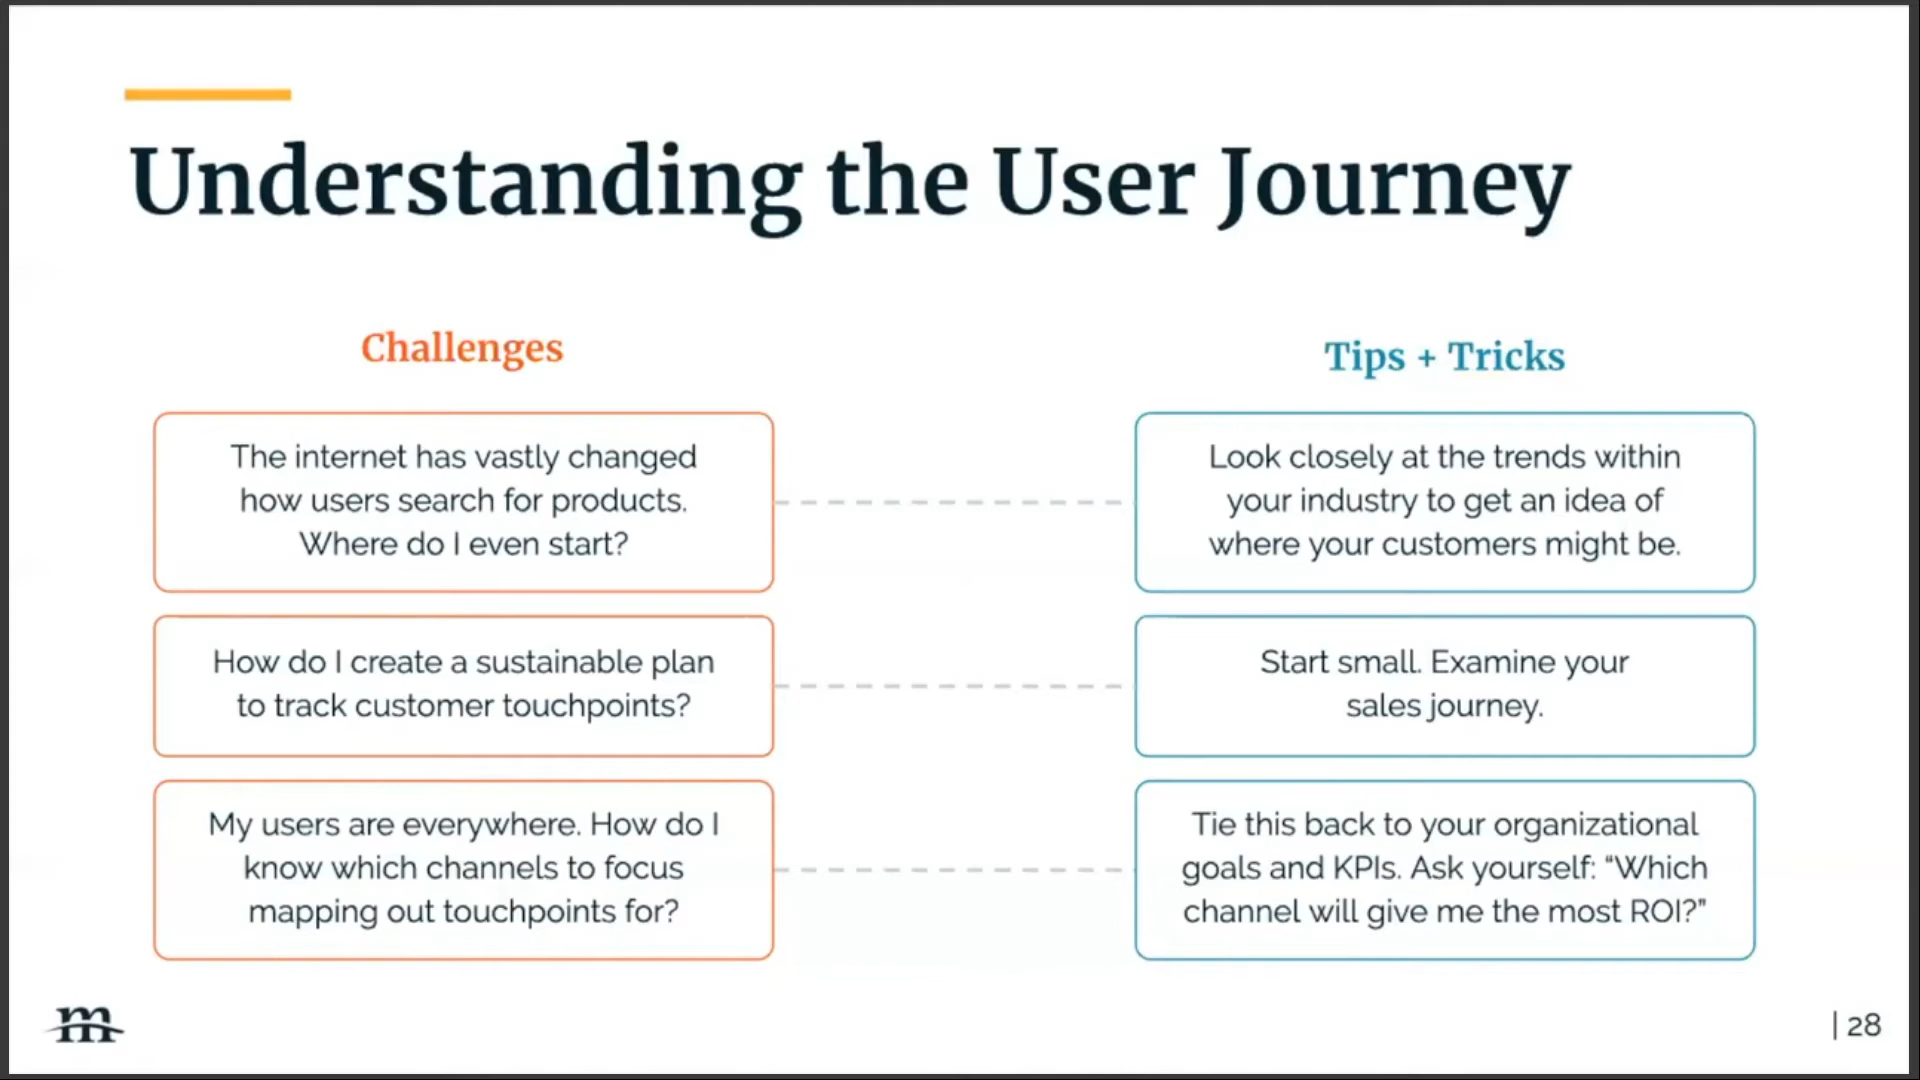 Understanding the User Journey
Challenges
Tips + Tricks
The internet has vastly changed
how users search for products.
Where do I even start?
Look closely at the trends within
your industry to get an idea of
where your customers might be.
How do I create a sustainable plan
to track customer touchpoints?
Start small. Examine your
sales journey.
My users are everywhere. How do I
know which channels to focus
mapping out touchpoints for?
Tie this back to your organizational
goals and KPIs. Ask yourself: “Which
channel will give me the most ROI?”
m
| 28